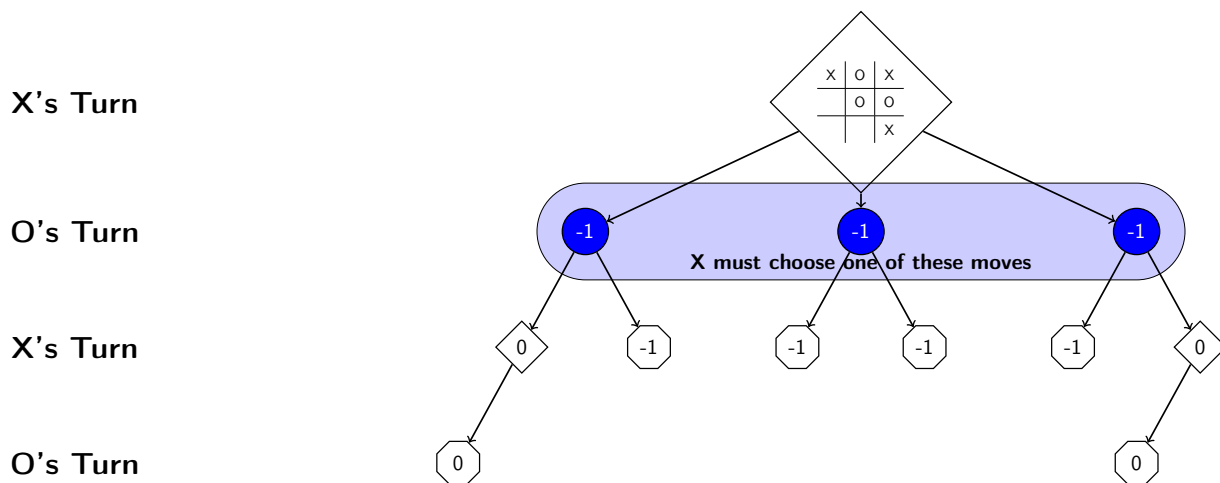 X's Turn
X O X
O O
X
O's Turn
-1 -1 -1
X must choose one of these moves
X's Turn
0 -1 -1 -1 -1 0
O's Turn
0 0